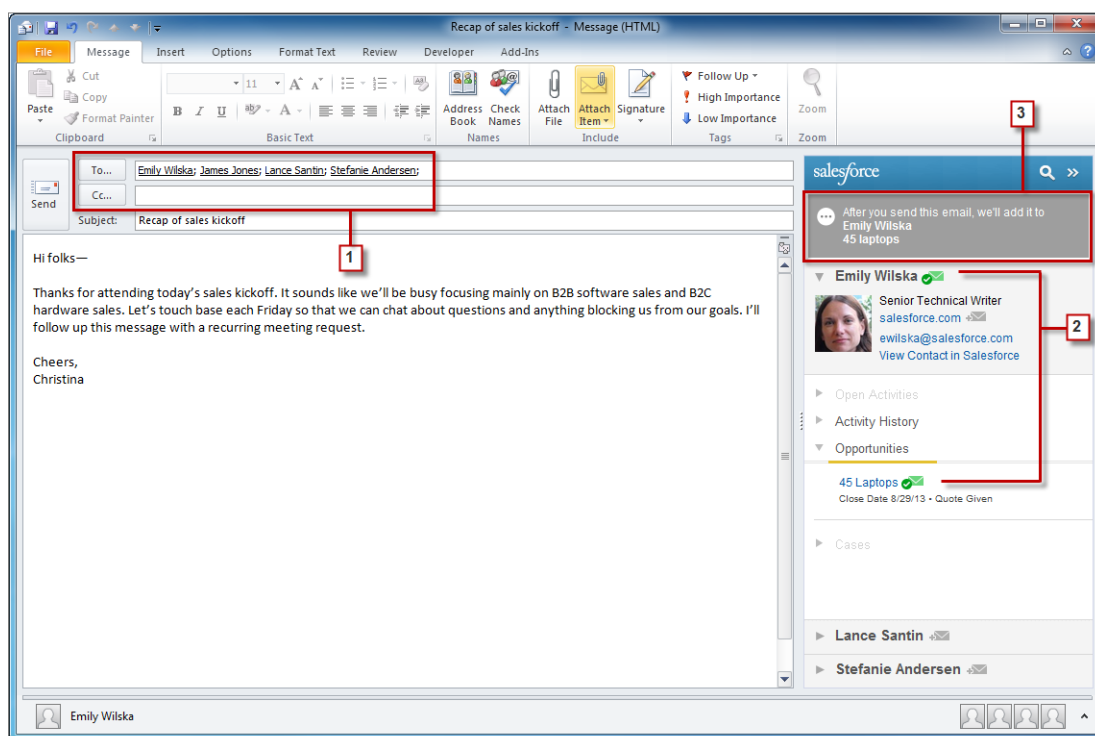 Recap of sales kickoff - Message (HTML)
File Message Insert Options Format Text Review Developer Add-Ins
Paste
Cut
Copy
Format Painter
Clipboard
11
B I U
Basic Text
Address Book
Check Names
Names
Attach File
Attach Item
Signature
Include
Follow Up
High Importance
Low Importance
Tags
Zoom
Zoom
3
Send
To... Emily Wilska; James Jones; Lance Santin; Stefanie Andersen;
Cc...
Subject: Recap of sales kickoff
1
Hi folks—
Thanks for attending today's sales kickoff. It sounds like we'll be busy focusing mainly on B2B software sales and B2C
hardware sales. Let's touch base each Friday so that we can chat about questions and anything blocking us from our goals. I'll
follow up this message with a recurring meeting request.
Cheers,
Christina
salesforce
After you send this email, we'll add it to
Emily Wilska
45 laptops
Emily Wilska
Senior Technical Writer
salesforce.com
ewilska@salesforce.com
View Contact in Salesforce
2
Open Activities
Activity History
Opportunities
45 Laptops
Close Date 8/29/13 • Quote Given
Cases
Lance Santin
Stefanie Andersen
Emily Wilska